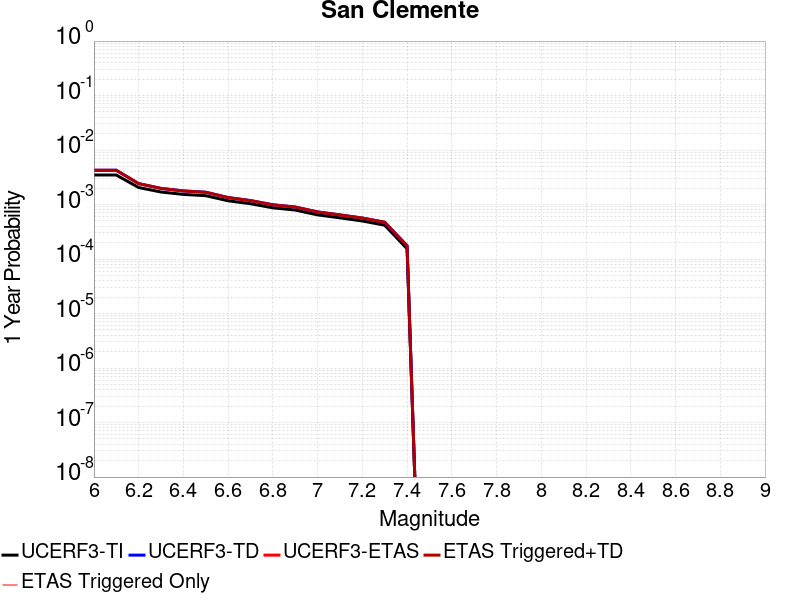 San Clemente
10^0
10^-1
10^-2
10^-3
10^-4
10^-5
10^-6
10^-7
10^-8
1 Year Probability
6 6.2 6.4 6.6 6.8 7 7.2 7.4 7.6 7.8 8 8.2 8.4 8.6 8.8 9
Magnitude
UCERF3-TI UCERF3-TD UCERF3-ETAS ETAS Triggered+TD
ETAS Triggered Only